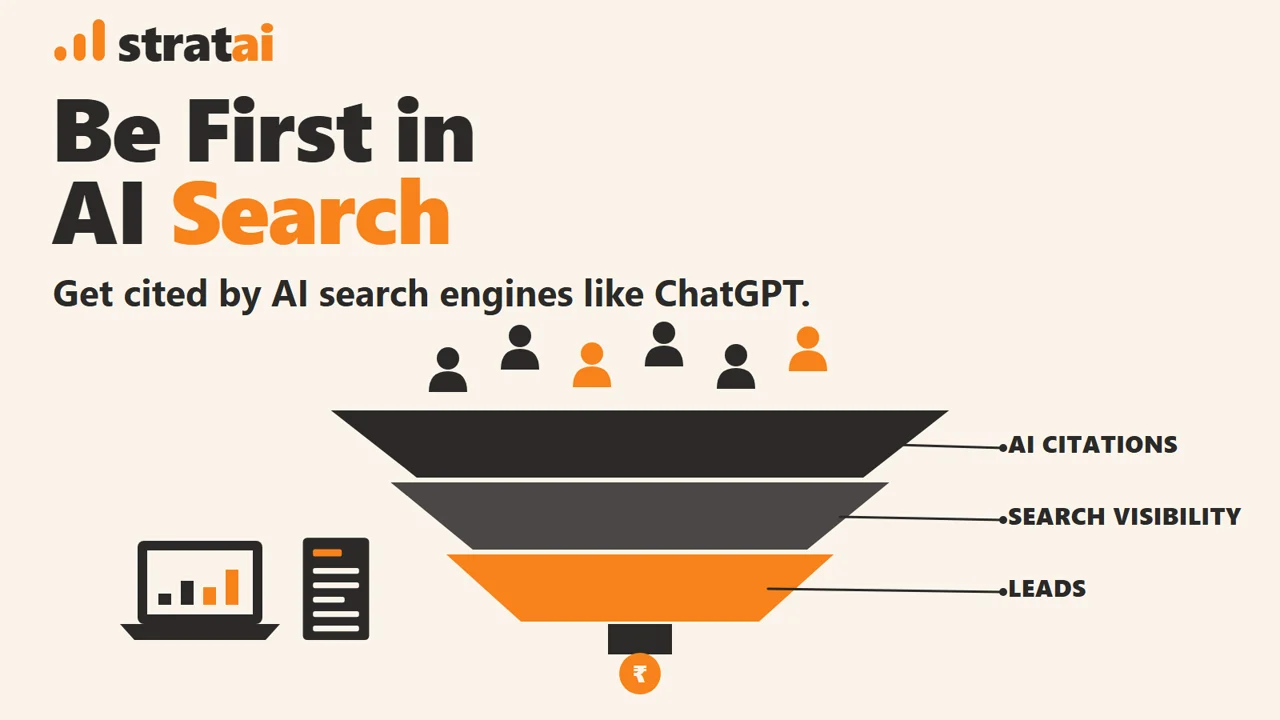 stratai
Be First in
AI Search
Get cited by AI search engines like ChatGPT.
AI CITATIONS
SEARCH VISIBILITY
LEADS
₹